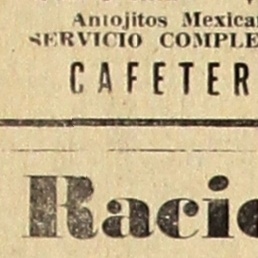 Antojitos Mexica
SERVICIO COMPLE
CAFETER
Racio